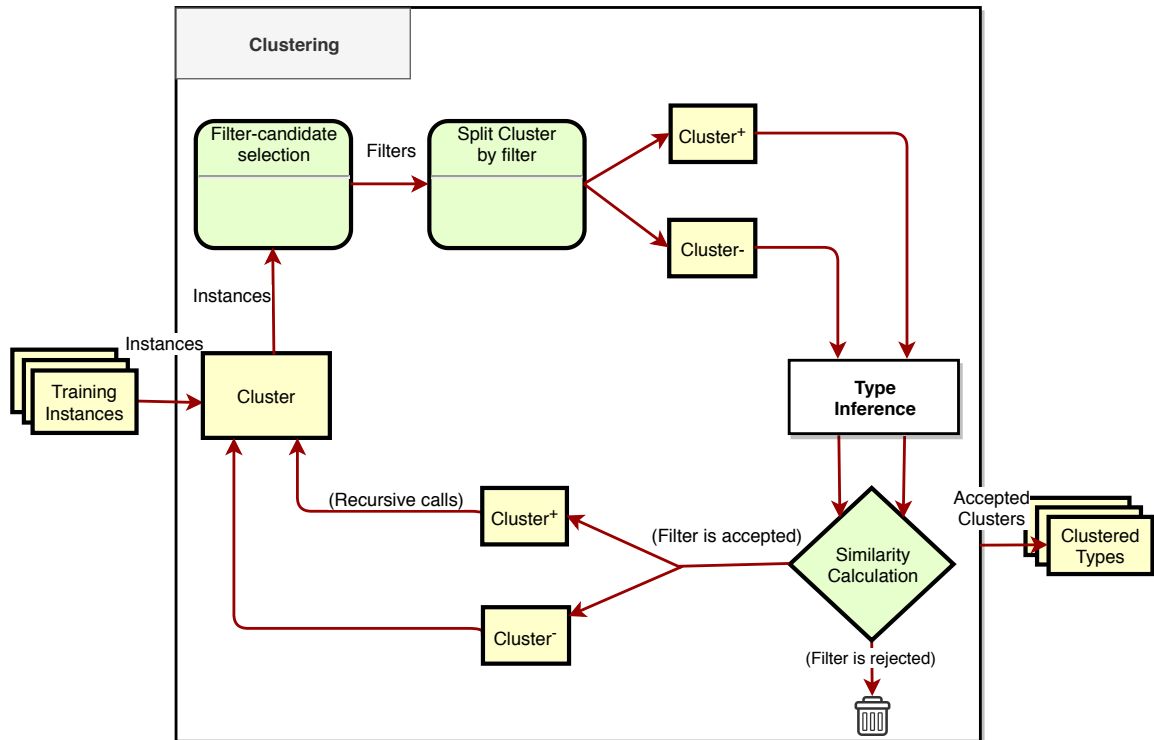 Clustering
Filter-candidate
selection
Filters
Split Cluster
by filter
Cluster+
Cluster-
Instances
Instances
Training
Instances
Cluster
Type
Inference
(Recursive calls)
Cluster+
(Filter is accepted)
Similarity
Calculation
Accepted
Clusters
Clustered
Types
Cluster-
(Filter is rejected)